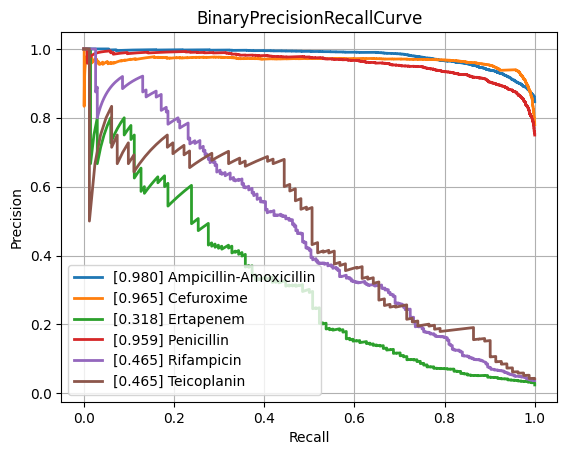 BinaryPrecisionRecallCurve
Precision
1.0
0.8
0.6
0.4
0.2
0.0
[0.980] Ampicillin-Amoxicillin
[0.965] Cefuroxime
[0.318] Ertapenem
[0.959] Penicillin
[0.465] Rifampicin
[0.465] Teicoplanin
0.0 0.2 0.4 0.6 0.8 1.0
Recall